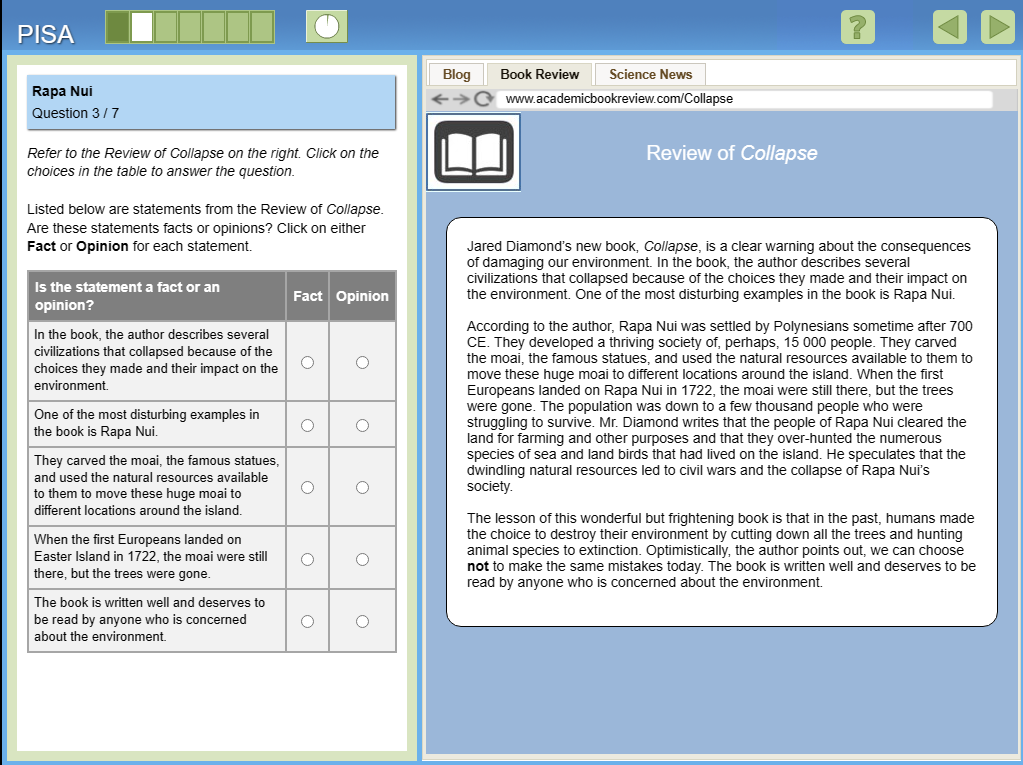 PISA
?
Rapa Nui
Question 3 / 7
Refer to the Review of Collapse on the right. Click on the
choices in the table to answer the question.
Listed below are statements from the Review of Collapse.
Are these statements facts or opinions? Click on either
Fact or Opinion for each statement.
Is the statement a fact or an
opinion?
Fact
Opinion
In the book, the author describes several
civilizations that collapsed because of the
choices they made and their impact on the
environment.
One of the most disturbing examples in
the book is Rapa Nui.
They carved the moai, the famous statues,
and used the natural resources available
to them to move these huge moai to
different locations around the island.
When the first Europeans landed on
Easter Island in 1722, the moai were still
there, but the trees were gone.
The book is written well and deserves to
be read by anyone who is concerned
about the environment.
Blog
Book Review
Science News
www.academicbookreview.com/Collapse
Review of Collapse
Jared Diamond's new book, Collapse, is a clear warning about the consequences
of damaging our environment. In the book, the author describes several
civilizations that collapsed because of the choices they made and their impact on
the environment. One of the most disturbing examples in the book is Rapa Nui.
According to the author, Rapa Nui was settled by Polynesians sometime after 700
CE. They developed a thriving society of, perhaps, 15 000 people. They carved
the moai, the famous statues, and used the natural resources available to them to
move these huge moai to different locations around the island. When the first
Europeans landed on Rapa Nui in 1722, the moai were still there, but the trees
were gone. The population was down to a few thousand people who were
struggling to survive. Mr. Diamond writes that the people of Rapa Nui cleared the
land for farming and other purposes and that they over-hunted the numerous
species of sea and land birds that had lived on the island. He speculates that the
dwindling natural resources led to civil wars and the collapse of Rapa Nui's
society.
The lesson of this wonderful but frightening book is that in the past, humans made
the choice to destroy their environment by cutting down all the trees and hunting
animal species to extinction. Optimistically, the author points out, we can choose
not to make the same mistakes today. The book is written well and deserves to be
read by anyone who is concerned about the environment.